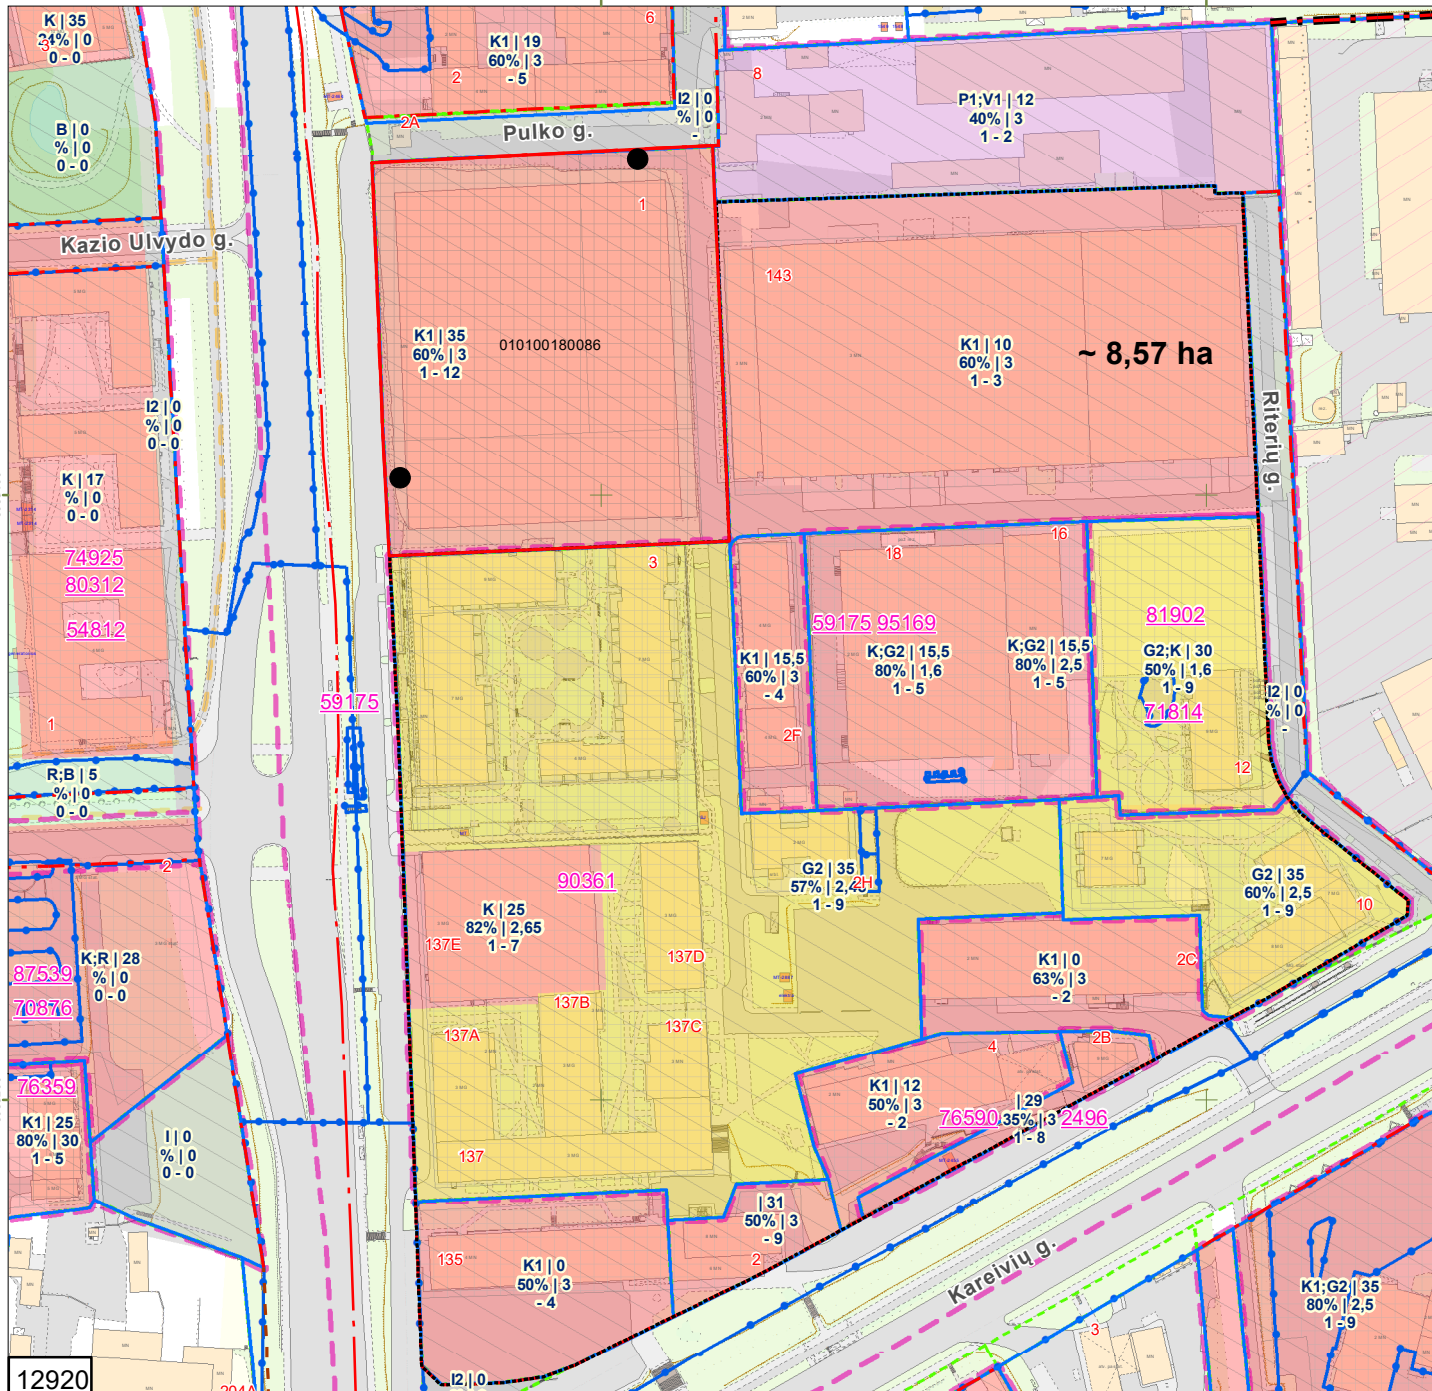 K | 35
24% | 0
0 - 0
3
6
K1 | 19
60% | 3
- 5
2
8
P1;V1 | 12
40% | 3
1 - 2
I2 | 0
% | 0
-
2A
Pulko g.
B | 0
% | 0
0 - 0
1
Kazio Ulvydo g.
143
K1 | 35
60% | 3
1 - 12
010100180086
K1 | 10
60% | 3
1 - 3
~ 8,57 ha
Riterių g.
I2 | 0
% | 0
0 - 0
K | 17
% | 0
0 - 0
74925
80312
54812
1
59175
3
18
16
59175 95169
81902
K1 | 15,5
60% | 3
- 4
K;G2 | 15,5
80% | 1,6
1 - 5
K;G2 | 15,5
80% | 2,5
1 - 5
G2;K | 30
50% | 1,6
1 - 9
71814
I2 | 0
% | 0
-
2F
12
R;B | 5
% | 0
0 - 0
2
90361
G2 | 35
1 - 9
2H
G2 | 35
60% | 2,5
1 - 9
10
K | 25
82% | 2,65
1 - 7
137E
137D
137B
137A
137C
K1 | 0
63% | 3
- 2
2C
K;R | 28
% | 0
0 - 0
87539
70876
76359
K1 | 25
80% | 30
1 - 5
I | 0
% | 0
0 - 0
4
2B
K1 | 12
50% | 3
- 2
76590
| 29
35% | 3
1 - 8
2496
137
| 31
50% | 3
- 9
2
135
K1 | 0
50% | 3
- 4
Kareivių g.
K1;G2 | 35
80% | 2,5
1 - 9
3
I2 | 0
12920
204A